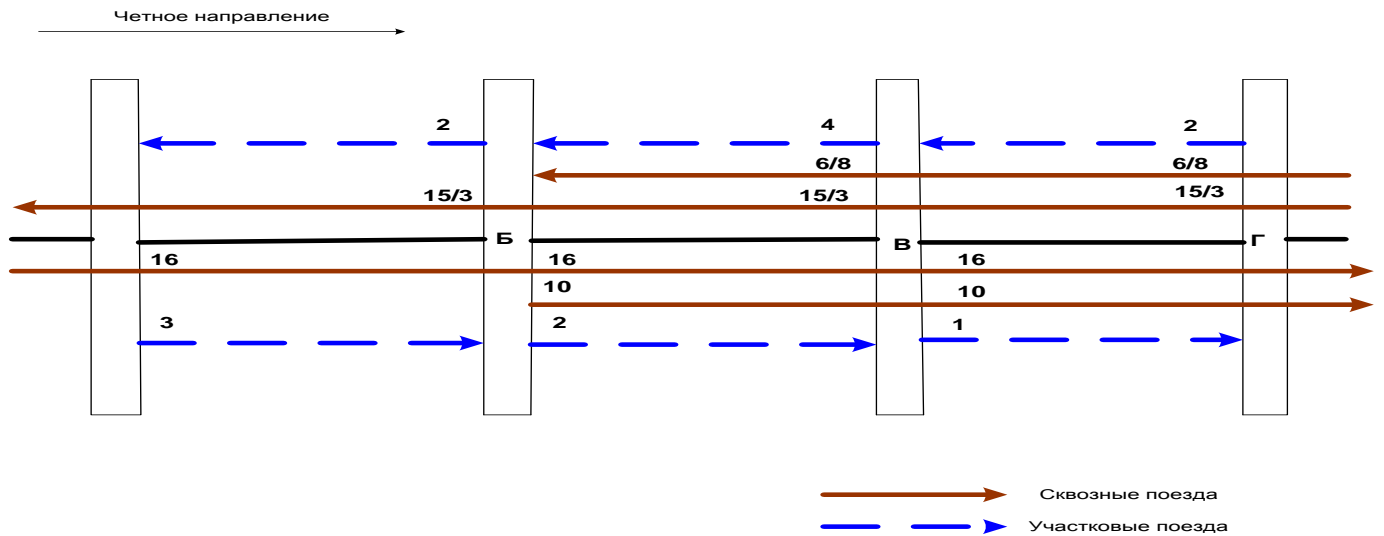 Четное направление
2 4 2
6/8 6/8
15/3 15/3 15/3
Б В Г
16 16 16
10 10
3 2 1
Сквозные поезда
Участковые поезда